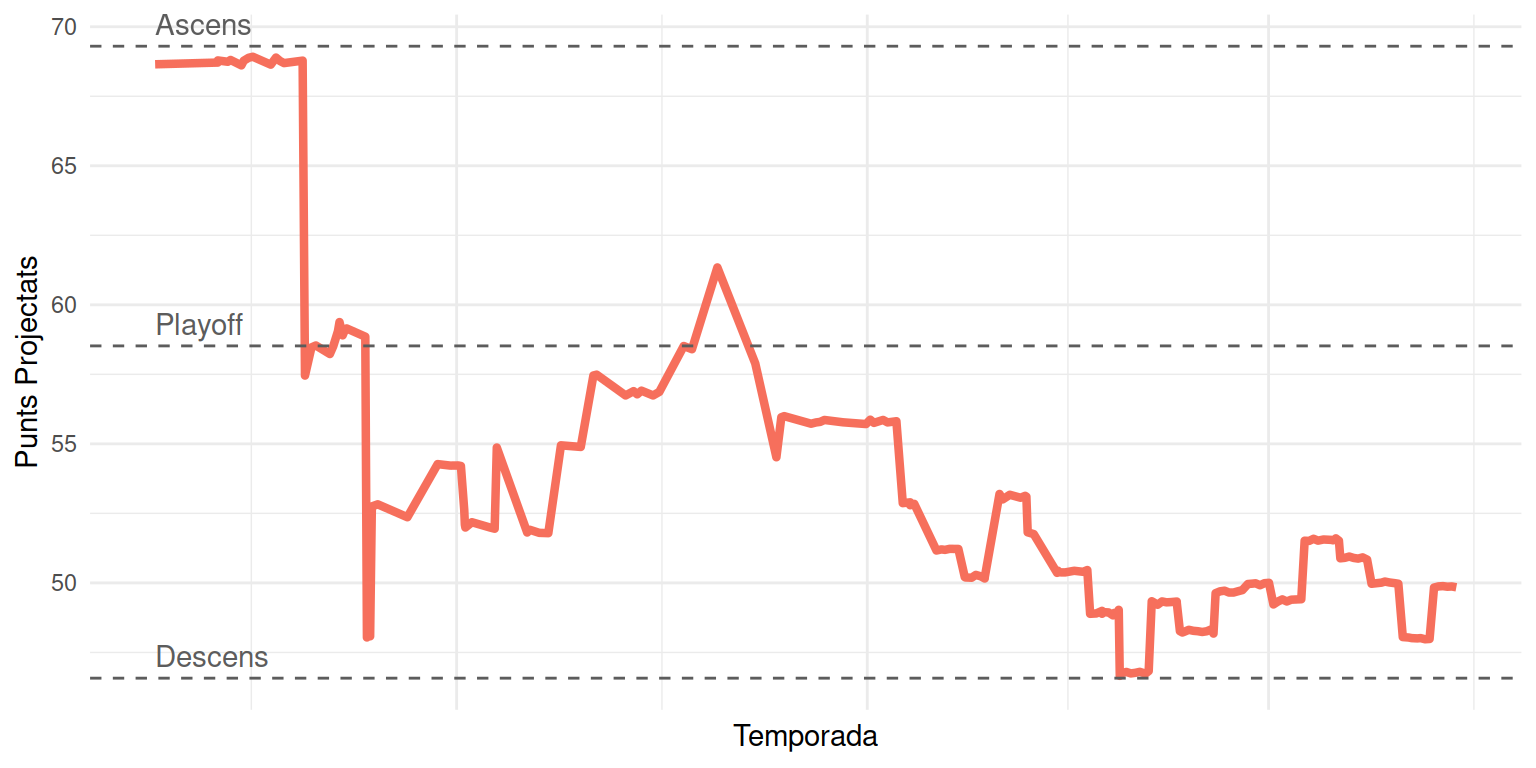 Ascens
70
65
60
Playoff
55
50
Descens
Punts Projectats
Temporada